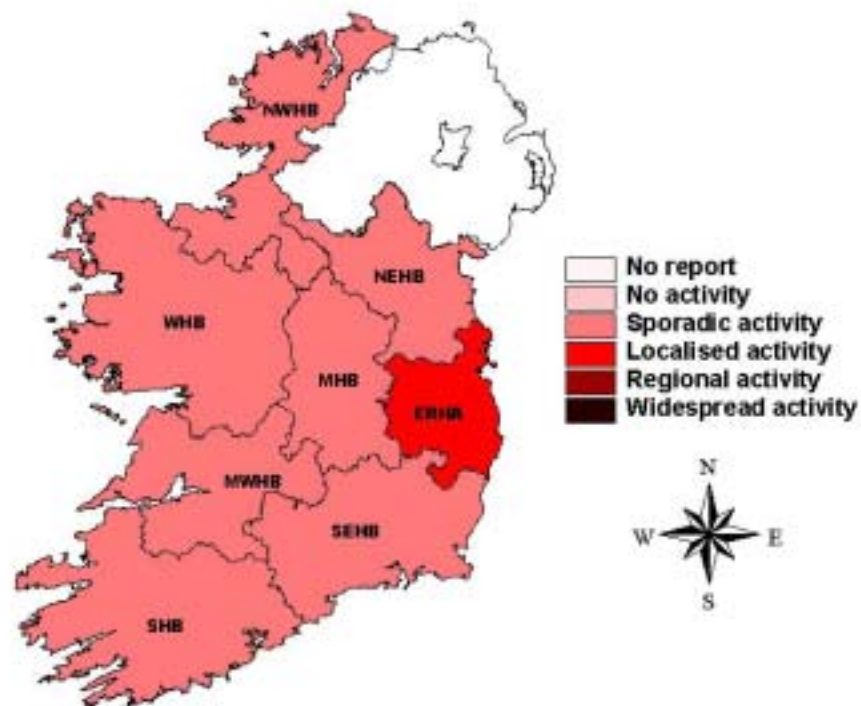 NWHB
NEHB
WHB
MHB
ERHA
MWHB
SEHB
SHB
No report
No activity
Sporadic activity
Localised activity
Regional activity
Widespread activity
N
W E
S